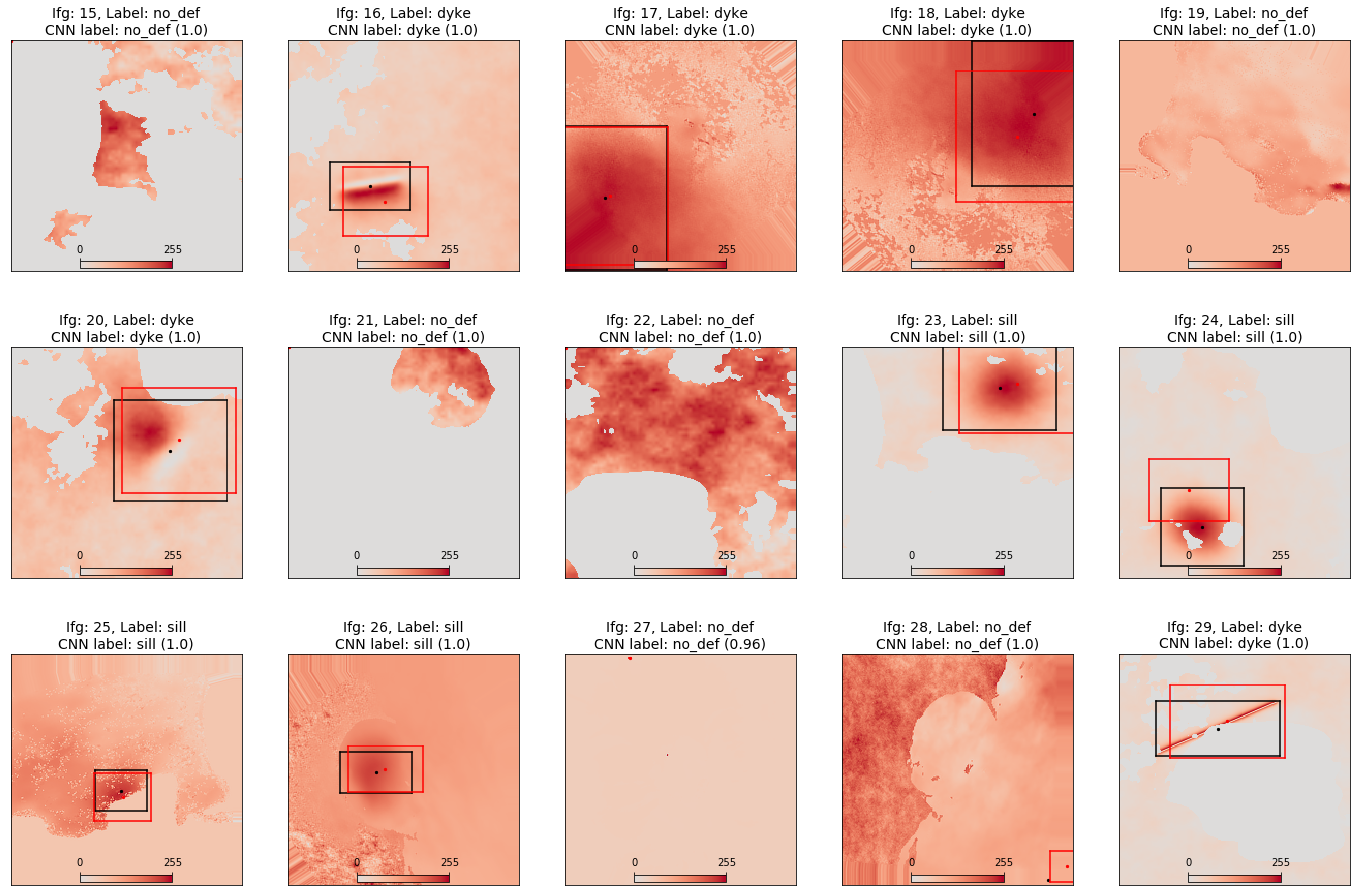 Ifg: 15, Label: no_def
CNN label: no_def (1.0)
Ifg: 16, Label: dyke
CNN label: dyke (1.0)
Ifg: 17, Label: dyke
CNN label: dyke (1.0)
Ifg: 18, Label: dyke
CNN label: dyke (1.0)
Ifg: 19, Label: no_def
CNN label: no_def (1.0)
0 255
0 255
0 255
0 255
0 255
Ifg: 20, Label: dyke
CNN label: dyke (1.0)
Ifg: 21, Label: no_def
CNN label: no_def (1.0)
Ifg: 22, Label: no_def
CNN label: no_def (1.0)
Ifg: 23, Label: sill
CNN label: sill (1.0)
Ifg: 24, Label: sill
CNN label: sill (1.0)
0 255
0 255
0 255
0 255
0 255
Ifg: 25, Label: sill
CNN label: sill (1.0)
Ifg: 26, Label: sill
CNN label: sill (1.0)
Ifg: 27, Label: no_def
CNN label: no_def (0.96)
Ifg: 28, Label: no_def
CNN label: no_def (1.0)
Ifg: 29, Label: dyke
CNN label: dyke (1.0)
0 255
0 255
0 255
0 255
0 255